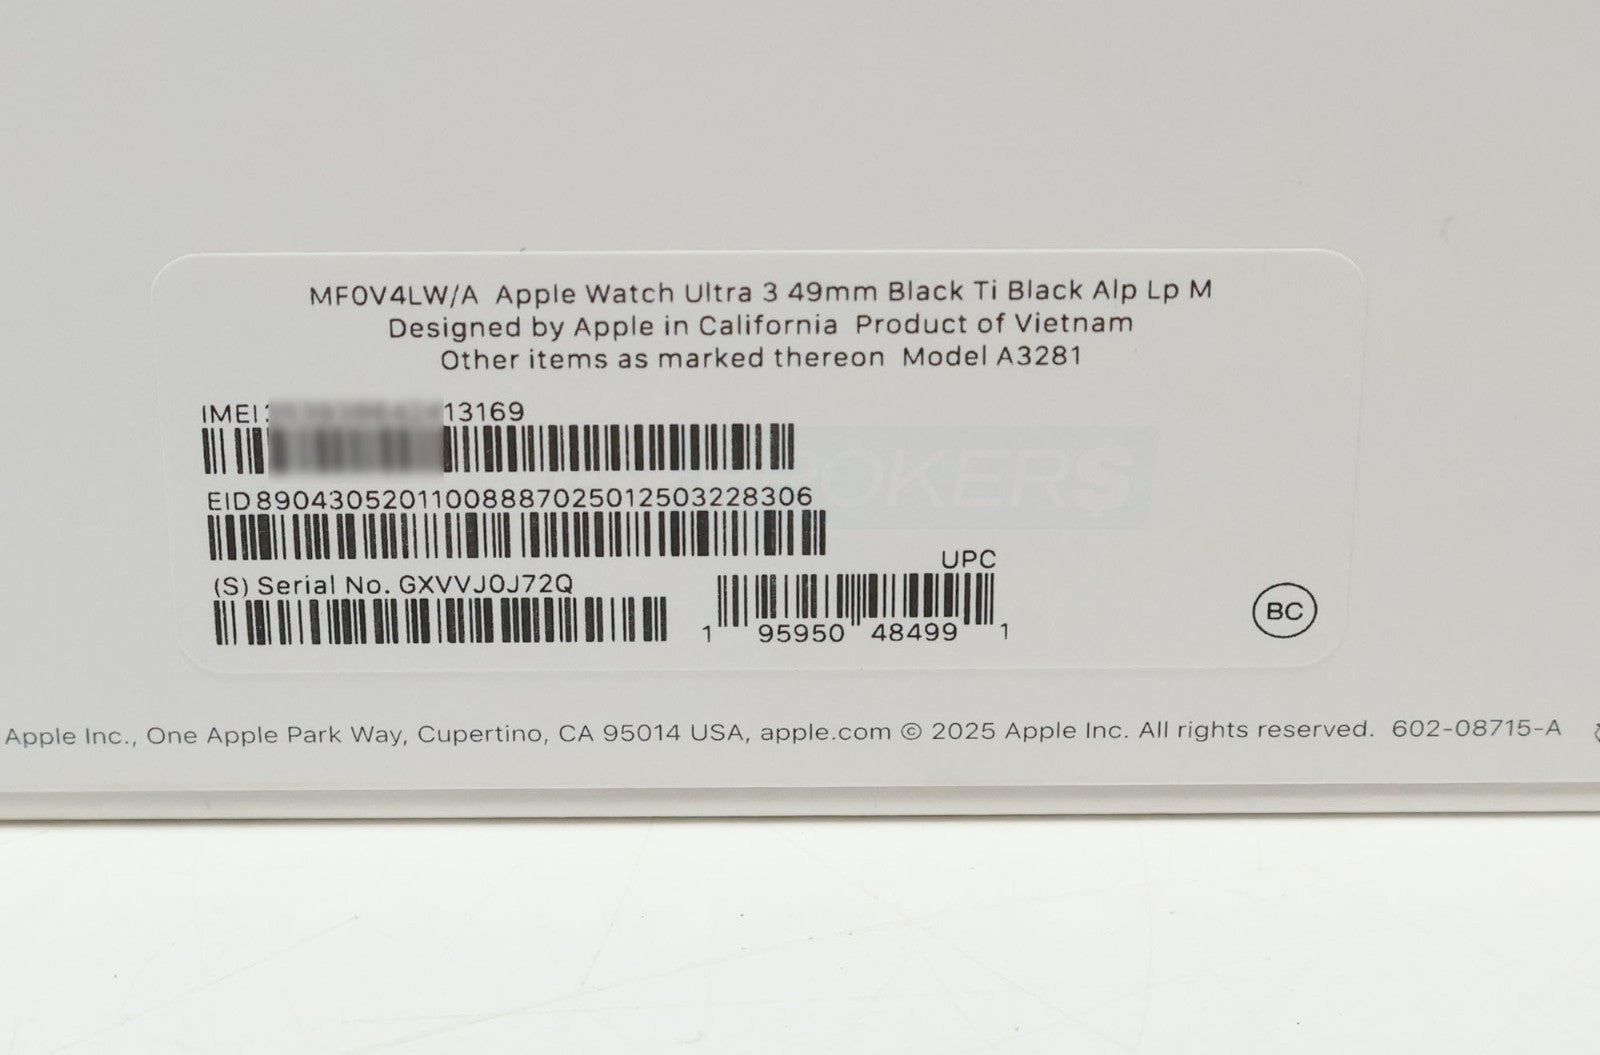 MF0V4LW/A Apple Watch Ultra 3 49mm Black Ti Black Alp Lp M
Designed by Apple in California Product of Vietnam
Other items as marked thereon Model A3281
IMEI 13169
EID 89043052011008887025012503228306
(S) Serial No. GXVVJ0J72Q
UPC
1 95950 48499 1
BC
OKER$
Apple Inc., One Apple Park Way, Cupertino, CA 95014 USA, apple.com © 2025 Apple Inc. All rights reserved. 602-08715-A